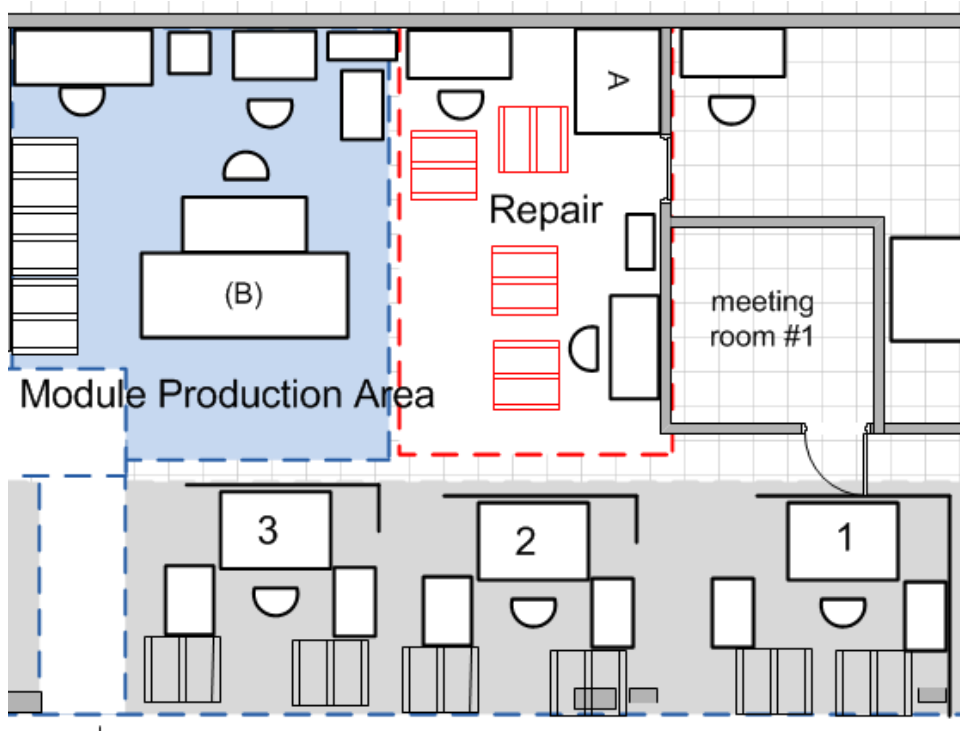 A
Repair
(B)
meeting
room #1
Module Production Area
3
2
1